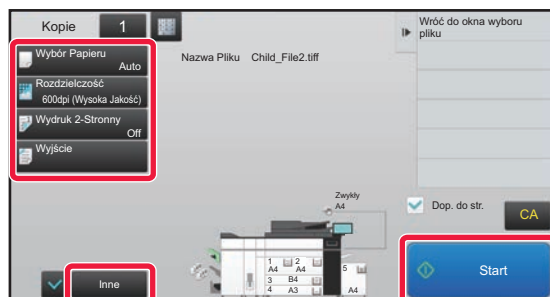 Kopie 1
Wybór Papieru
Auto
Rozdzielczość
600dpi (Wysoka Jakość)
Wydruk 2-Stronny
Off
Wyjście
Nazwa Pliku Child_File2.tiff
Wróć do okna wyboru
pliku
Zwykły
A4
1 2
A4 A4
3 B4
4 A3
5
A4
Dop. do str.
CA
Inne
Start